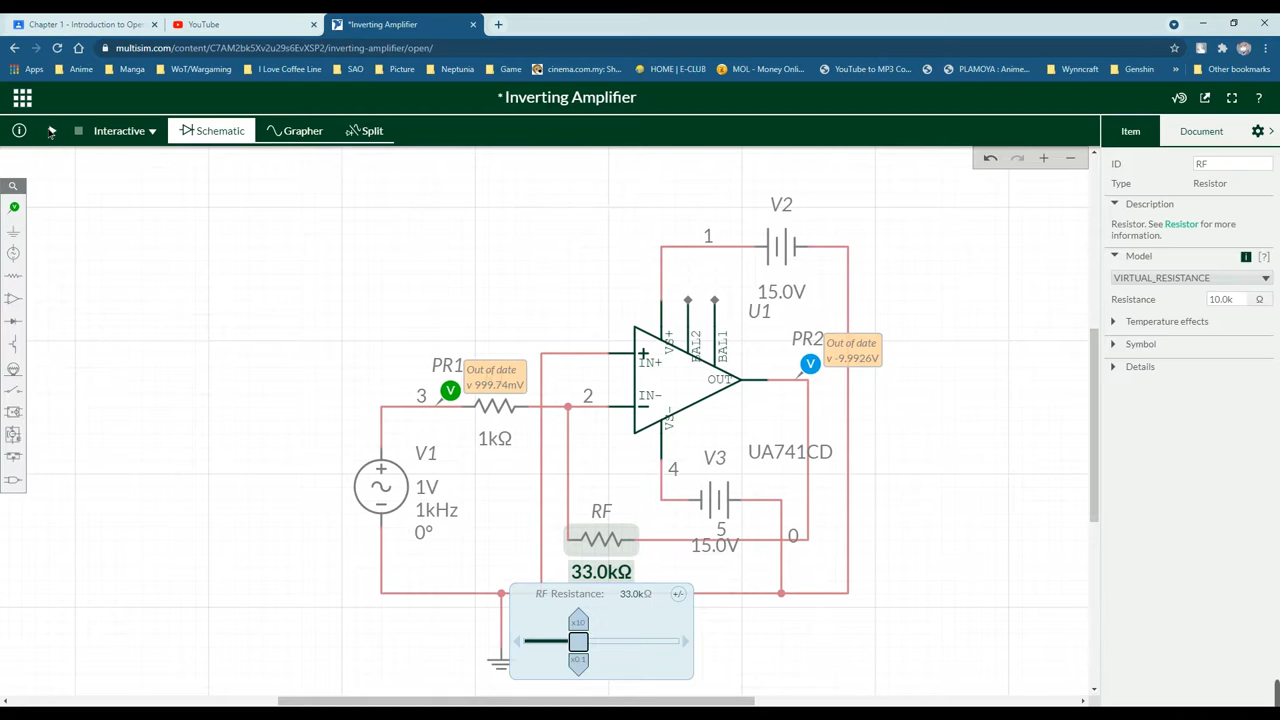 Chapter 1 - Introduction to Oper
YouTube
*Inverting Amplifier
multisim.com/content/C7AM2bk5Xv2u29s6EvXSP2/inverting-amplifier/open/
Apps Anime Manga WoT/Wargaming I Love Coffee Line SAO Picture Neptunia Game cinema.com.my: Sh... HOME | E-CLUB MOL - Money Onli... YouTube to MP3 Co... PLAMOYA : Anime... Wynncraft Genshin » Other bookmarks
* Inverting Amplifier
Interactive Schematic Grapher Split
Item Document
ID RF
Type Resistor
Description
Resistor. See Resistor for more
information.
Model [?]
VIRTUAL_RESISTANCE
Resistance 10.0k Ω
Temperature effects
Symbol
Details
V2
1
15.0V
U1
VS+
BAL2
BAL1
IN+
IN-
OUT
VS-
PR2
V
Out of date
v -9.9926V
PR1
V
Out of date
v 999.74mV
3
2
1kΩ
V1
1V
1kHz
0°
UA741CD
4
V3
5
15.0V
0
RF
33.0kΩ
RF Resistance: 33.0kΩ +/-
x10
x0.1